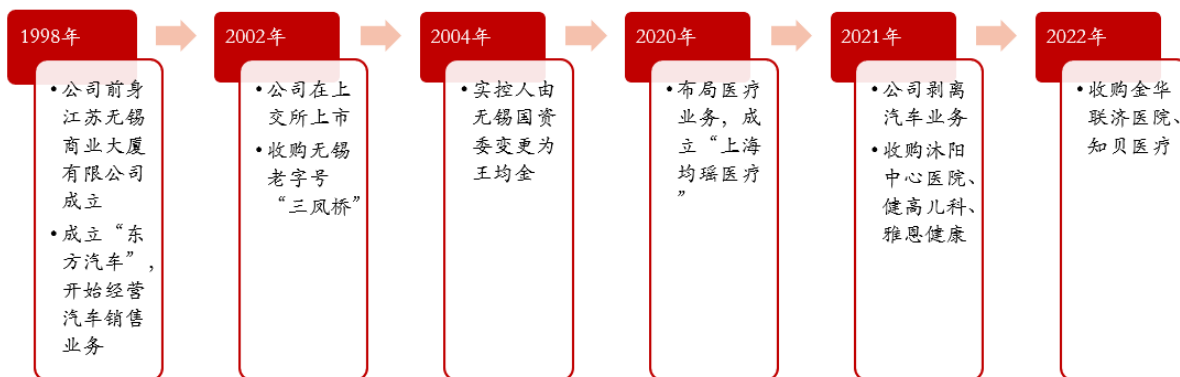 1998年
•公司前身
江苏无锡
商业大厦
有限公司
成立
•成立“东
方汽车”，
开始经营
汽车销售
业务
2002年
•公司在上
交所上市
•收购无锡
老字号
“三凤桥”
2004年
•实控人由
无锡国资
委变更为
王均金
2020年
•布局医疗
业务，成
立“上海
均瑶医疗
”
2021年
•公司剥离
汽车业务
•收购沐阳
中心医院、
健高儿科、
雅恩健康
2022年
•收购金华
联济医院、
知贝医疗